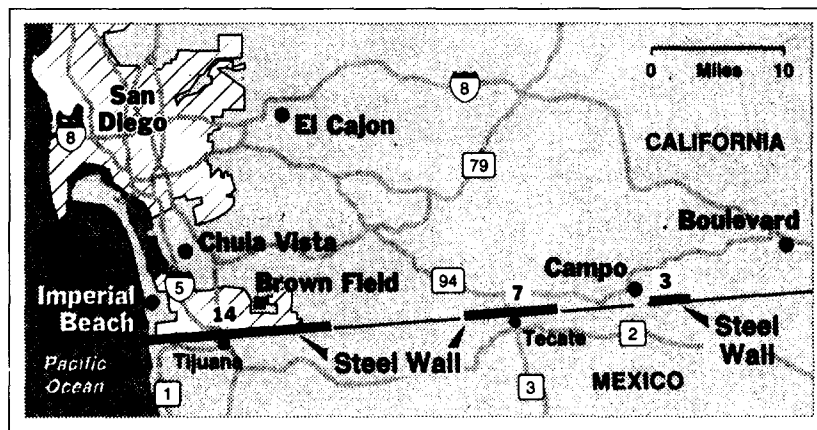 San
Diego
8
El Cajon
8
0 Miles 10
CALIFORNIA
79
Boulevard
Chula Vista
Campo
Imperial
Beach
5
Brown Field
94
7
3
14
Steel Wall
Steel
Wall
Tijuana
Tecate
2
Pacific
Ocean
1
3
MEXICO